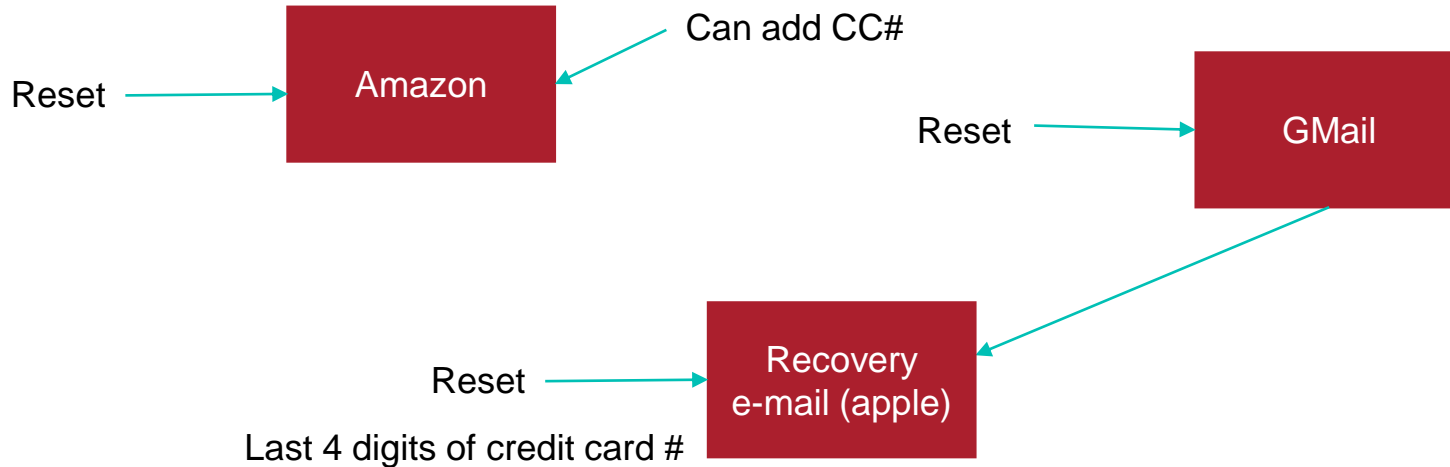 Can add CC#
Reset
Amazon
Reset
GMail
Recovery
e-mail (apple)
Reset
Last 4 digits of credit card #